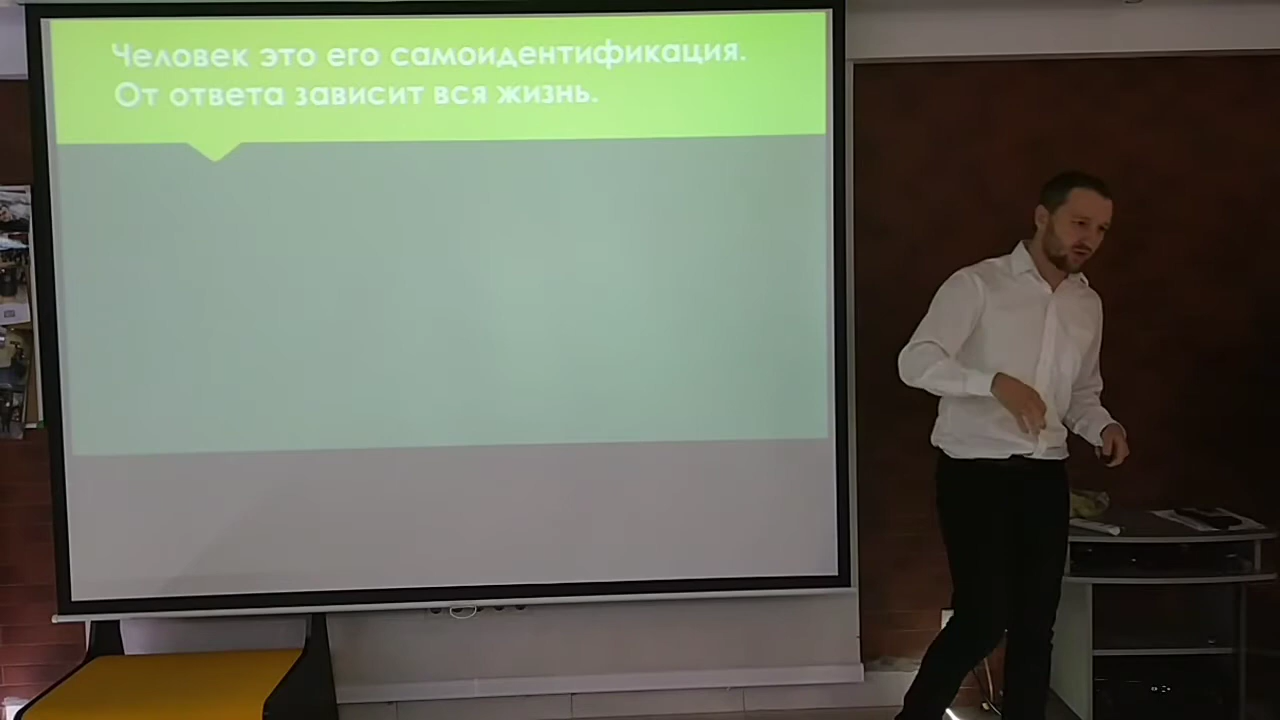 Человек это его самоидентификация.
От ответа зависит вся жизнь.